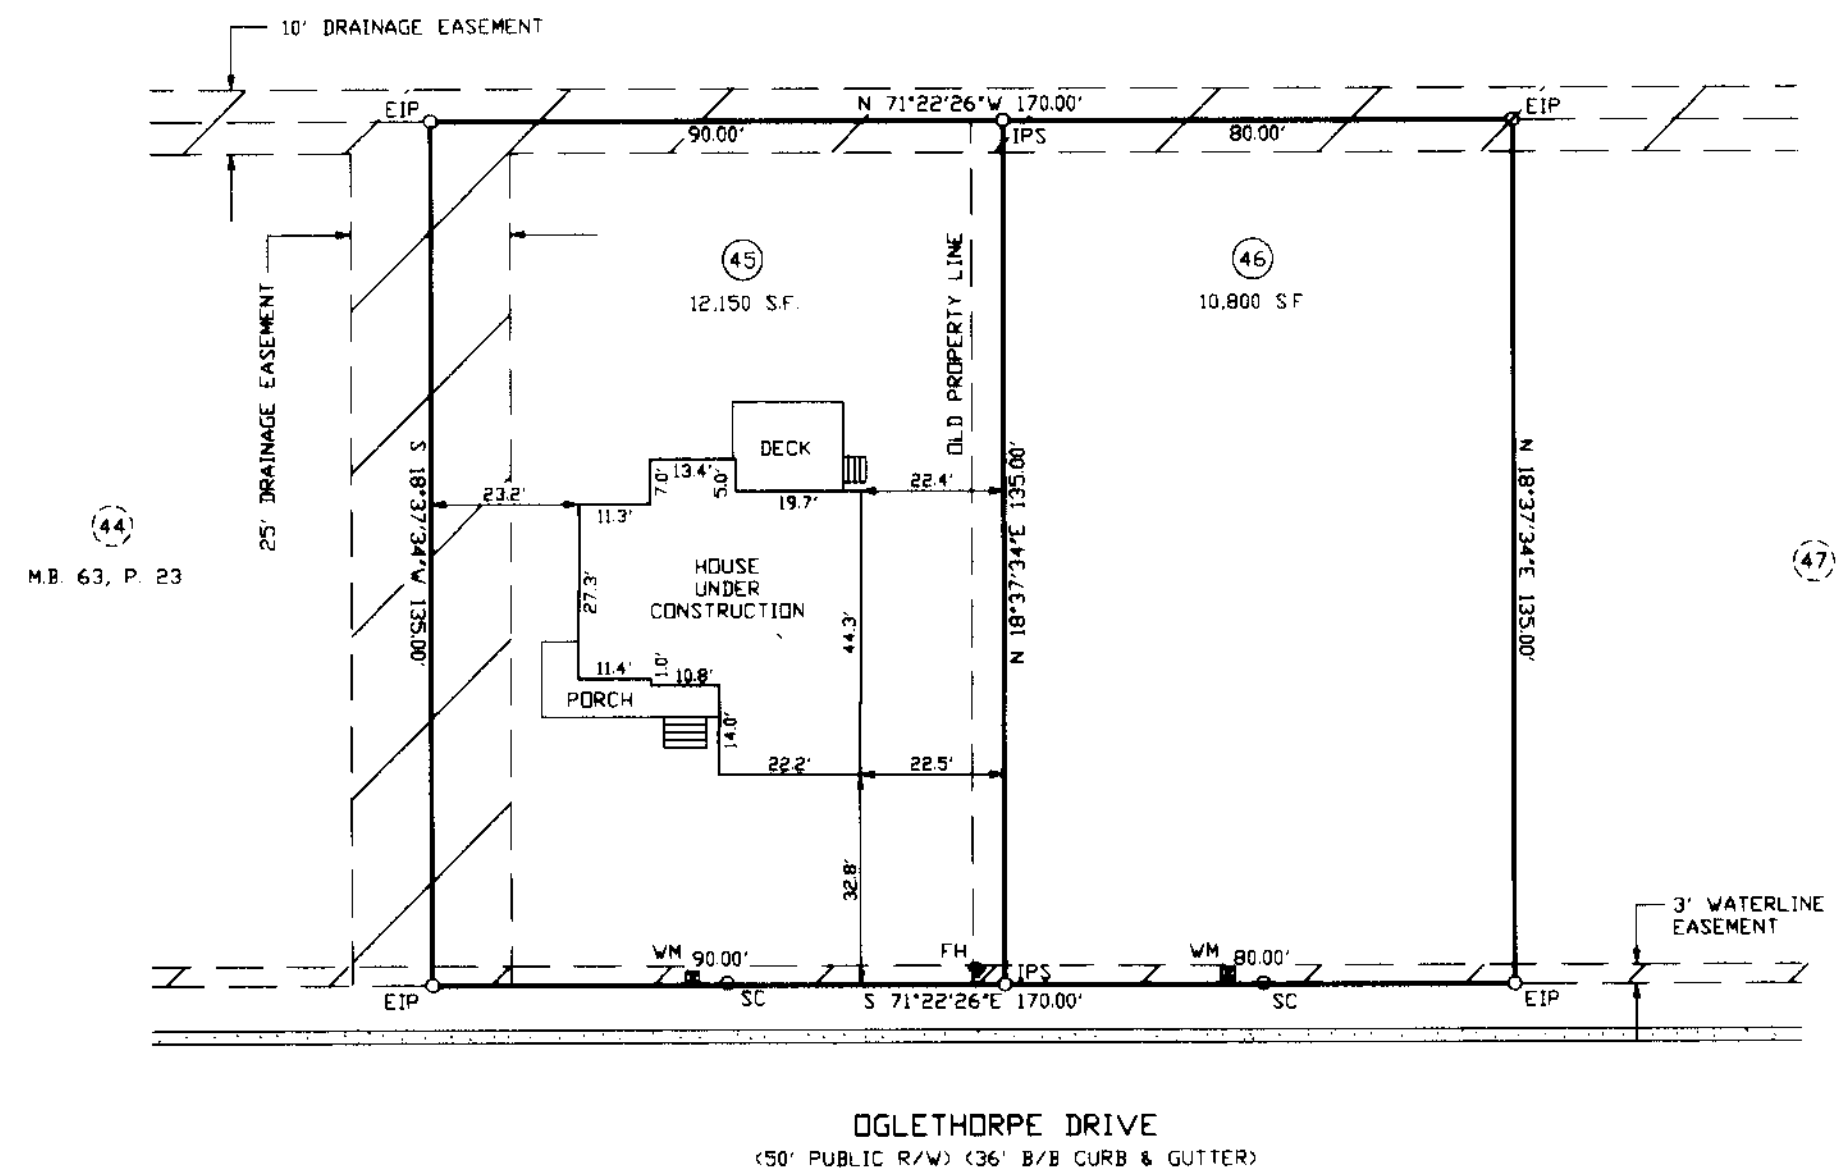 10' DRAINAGE EASEMENT
EIP
N 71°22'26"W 170.00'
EIP
90.00'
IPS
80.00'
45
12,150 S.F.
46
10,800 S F
25' DRAINAGE EASEMENT
OLD PROPERTY LINE
S 18°37'34"W 135.00'
N 18°37'34"E 135.00'
N 18°37'34"E 135.00'
44
M.B. 63, P. 23
47
DECK
13.4'
7.0'
5.0'
23.2'
11.3'
19.7'
22.4'
HOUSE
UNDER
CONSTRUCTION
27.3'
44.3'
11.4'
1.0'
10.8'
PORCH
14.0'
22.2'
22.5'
32.8'
3' WATERLINE
EASEMENT
WM
90.00'
FH
IPS
WM
80.00'
EIP
SC
S 71°22'26"E 170.00'
SC
EIP
OGLETHORPE DRIVE
(50' PUBLIC R/W) (36' B/B CURB & GUTTER)